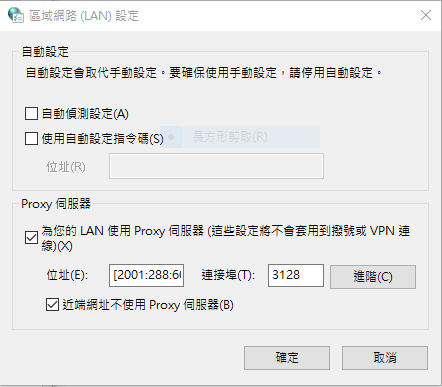 區域網路 (LAN) 設定
自動設定
自動設定會取代手動設定。要確保使用手動設定，請停用自動設定。
自動偵測設定(A)
使用自動設定指令碼(S)
長方形剪取(R)
位址(R)
Proxy 伺服器
為您的 LAN 使用 Proxy 伺服器 (這些設定將不會套用到撥號或 VPN 連
線)(X)
位址(E): [2001:288:60 連接埠(T): 3128 進階(C)
近端網址不使用 Proxy 伺服器(B)
確定 取消